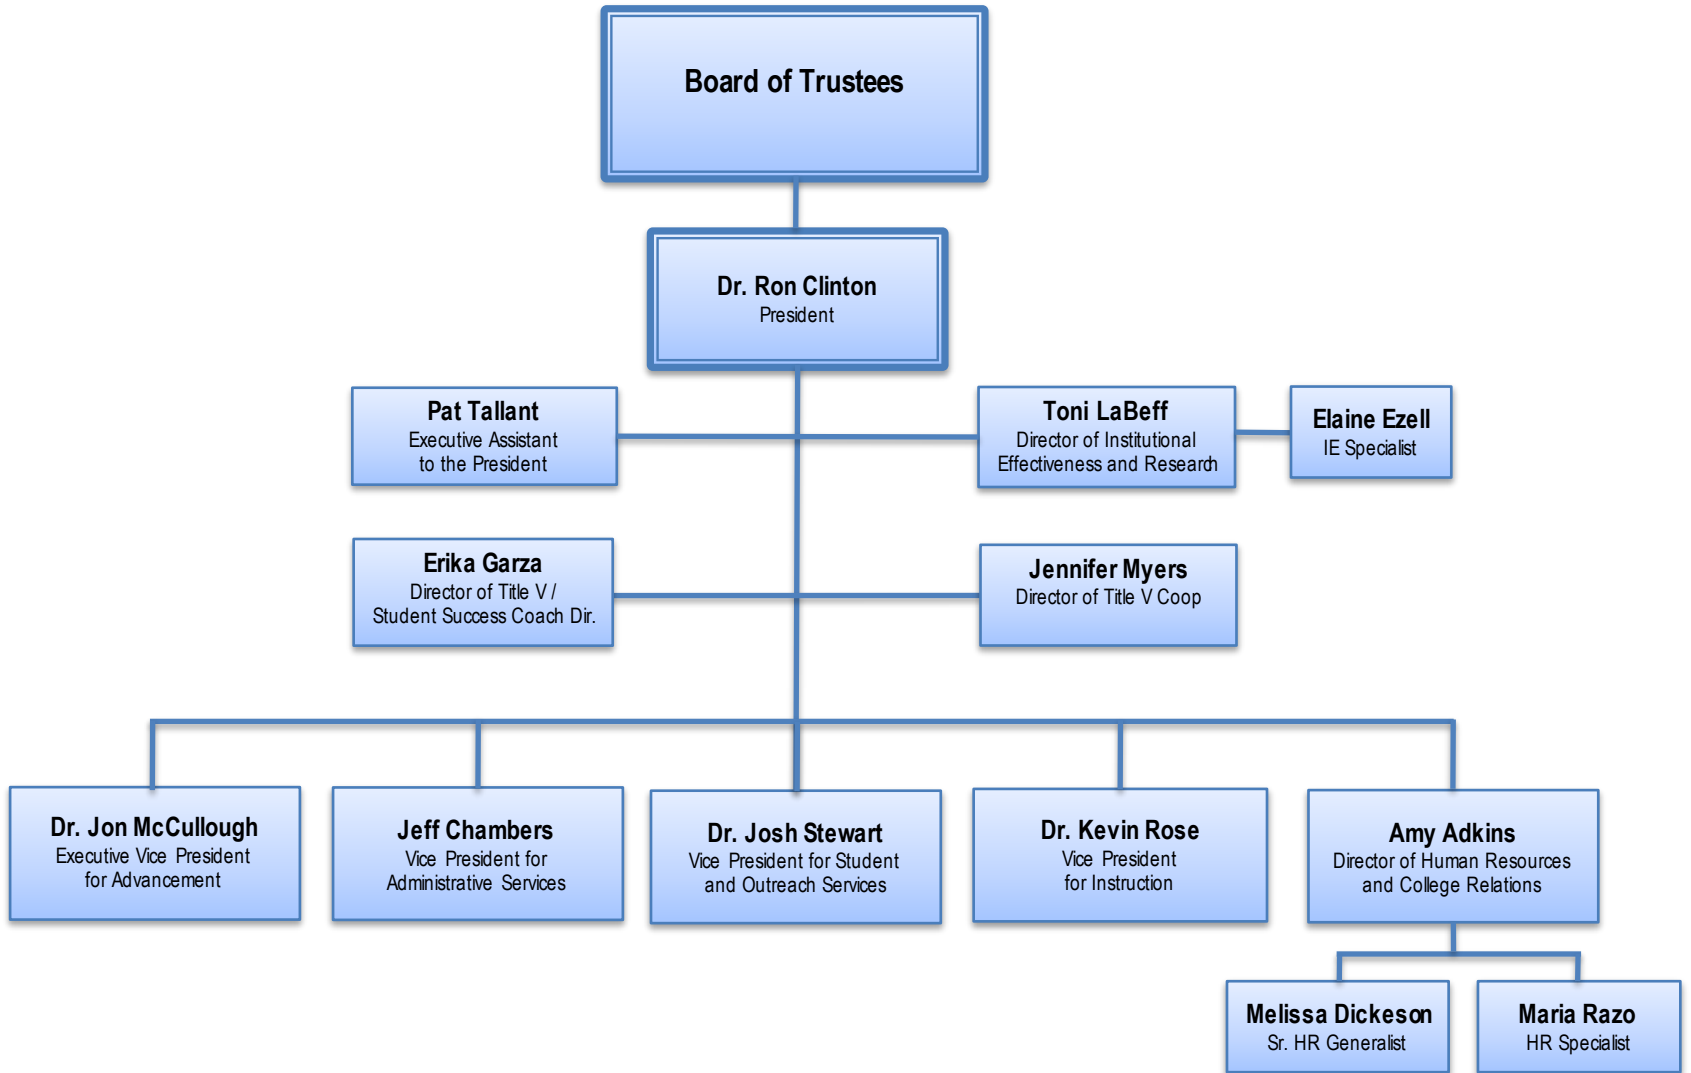 Board of Trustees
Dr. Ron Clinton
President
Pat Tallant
Executive Assistant
to the President
Toni LaBeff
Director of Institutional
Effectiveness and Research
Elaine Ezell
IE Specialist
Erika Garza
Director of Title V /
Student Success Coach Dir.
Jennifer Myers
Director of Title V Coop
Dr. Jon McCullough
Executive Vice President
for Advancement
Jeff Chambers
Vice President for
Administrative Services
Dr. Josh Stewart
Vice President for Student
and Outreach Services
Dr. Kevin Rose
Vice President
for Instruction
Amy Adkins
Director of Human Resources
and College Relations
Melissa Dickeson
Sr. HR Generalist
Maria Razo
HR Specialist